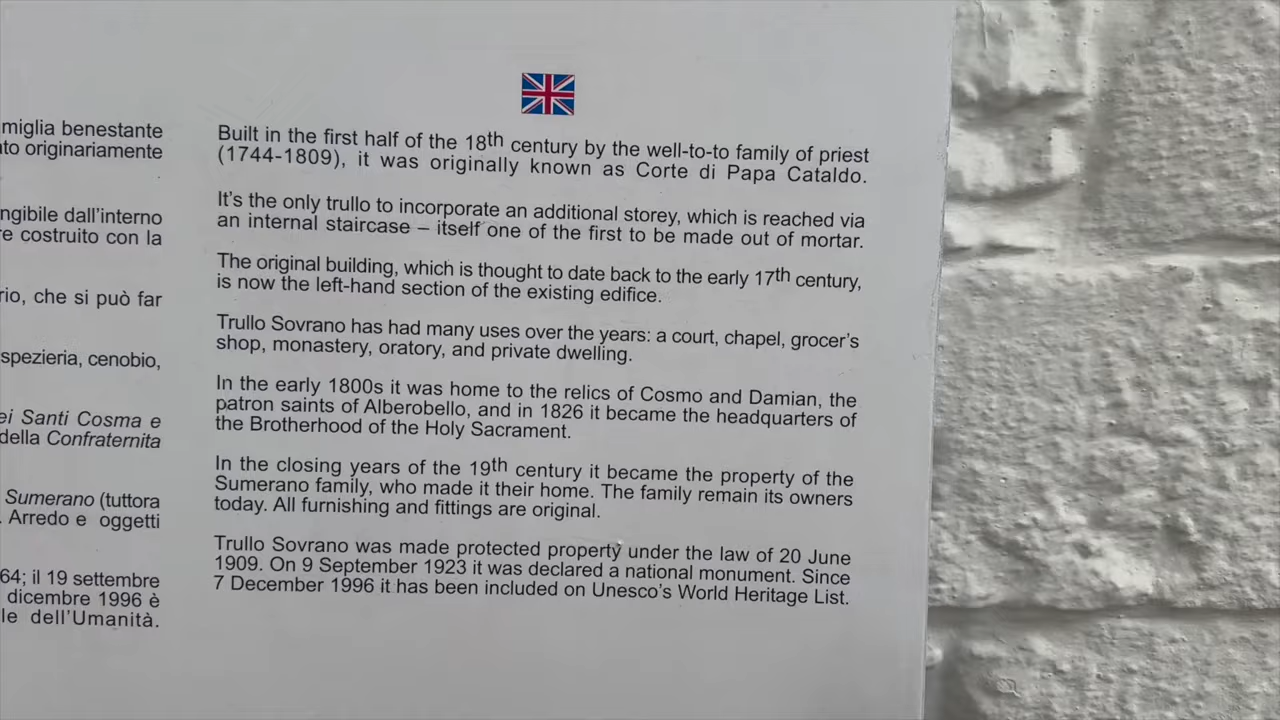 miglia benestante
to originariamente
ngibile dall'interno
e costruito con la
rio, che si può far
spezieria, cenobio,
ei Santi Cosma e
della Confraternita
Sumerano (tuttora
. Arredo e oggetti
64; il 19 settembre
dicembre 1996 è
le dell'Umanità.
Built in the first half of the 18th century by the well-to-to family of priest
(1744-1809), it was originally known as Corte di Papa Cataldo.
It's the only trullo to incorporate an additional storey, which is reached via
an internal staircase – itself one of the first to be made out of mortar.
The original building, which is thought to date back to the early 17th century,
is now the left-hand section of the existing edifice.
Trullo Sovrano has had many uses over the years: a court, chapel, grocer's
shop, monastery, oratory, and private dwelling.
In the early 1800s it was home to the relics of Cosmo and Damian, the
patron saints of Alberobello, and in 1826 it became the headquarters of
the Brotherhood of the Holy Sacrament.
In the closing years of the 19th century it became the property of the
Sumerano family, who made it their home. The family remain its owners
today. All furnishing and fittings are original.
Trullo Sovrano was made protected property under the law of 20 June
1909. On 9 September 1923 it was declared a national monument. Since
7 December 1996 it has been included on Unesco's World Heritage List.